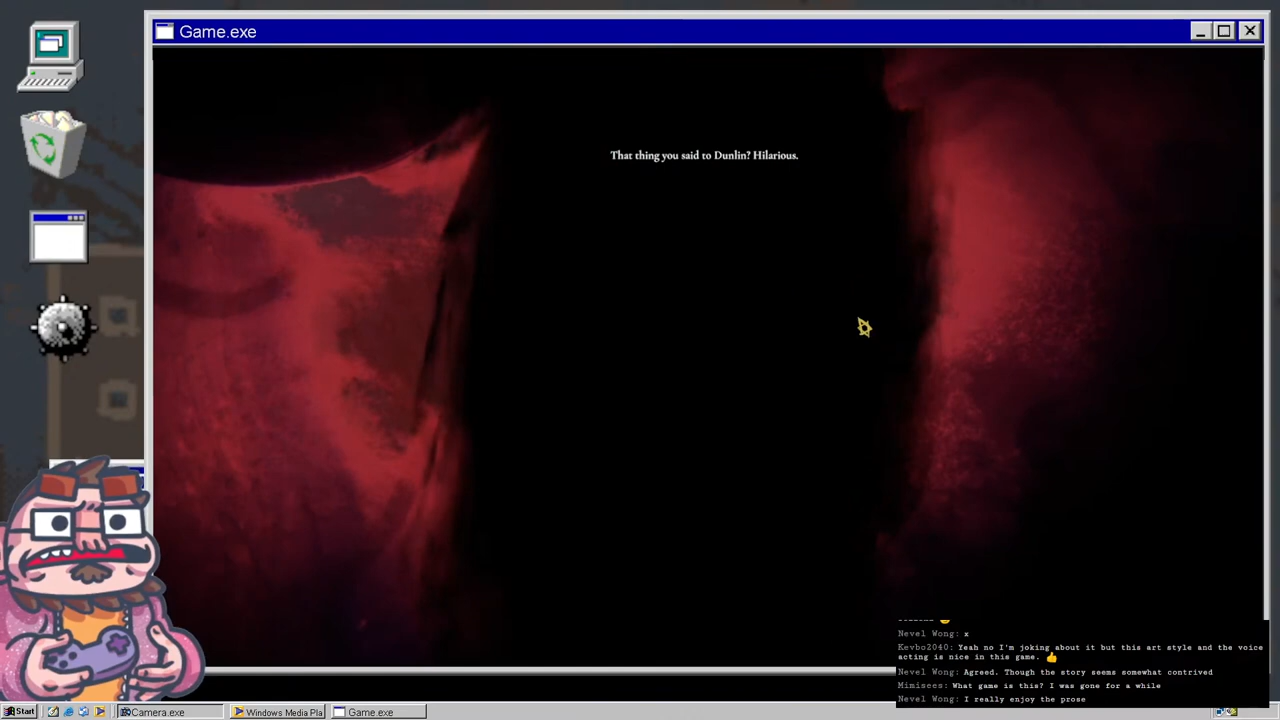 Game.exe
That thing you said to Dunlin? Hilarious.
Nevel Wong: x
Kevbo2040: Yeah no I'm joking about it but this art style and the voice
acting is nice in this game. 👍
Nevel Wong: Agreed. Though the story seems somewhat contrived
Mimisees: What game is this? I was gone for a while
Nevel Wong: I really enjoy the prose
Start
Camera.exe
Windows Media Pla
Game.exe